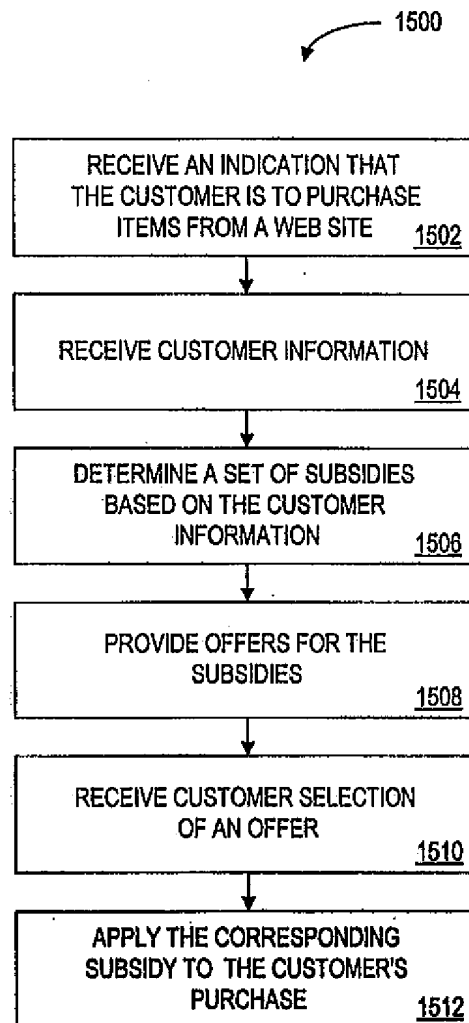 1500
RECEIVE AN INDICATION THAT
THE CUSTOMER IS TO PURCHASE
ITEMS FROM A WEB SITE
1502
RECEIVE CUSTOMER INFORMATION
1504
DETERMINE A SET OF SUBSIDIES
BASED ON THE CUSTOMER
INFORMATION
1506
PROVIDE OFFERS FOR THE
SUBSIDIES
1508
RECEIVE CUSTOMER SELECTION
OF AN OFFER
1510
APPLY THE CORRESPONDING
SUBSIDY TO THE CUSTOMER'S
PURCHASE
1512